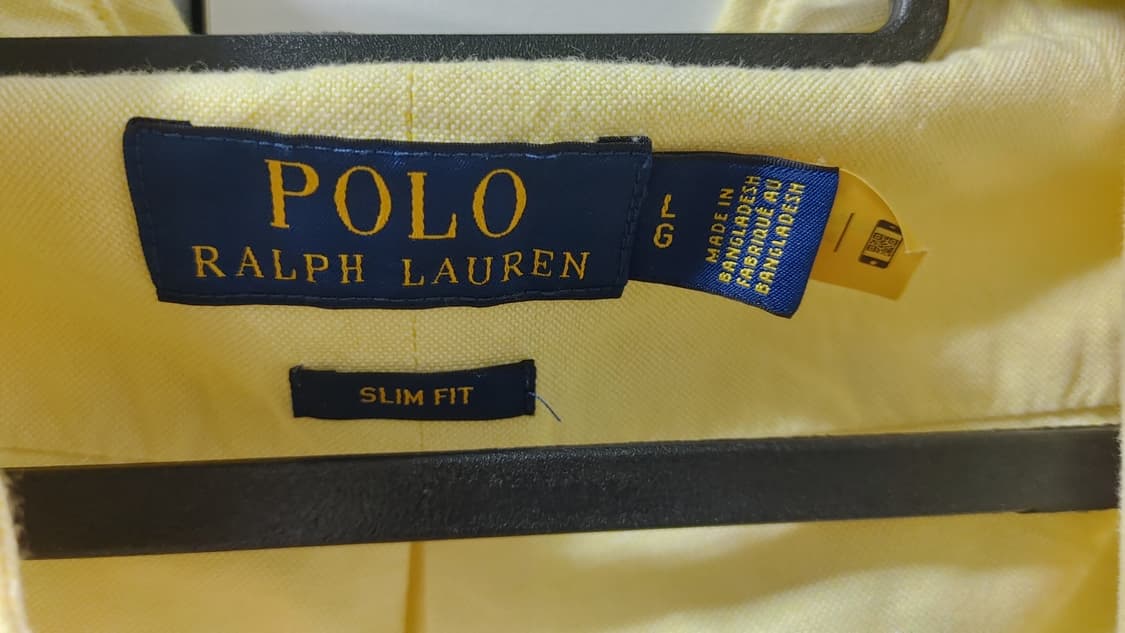 POLO
RALPH LAUREN
L
G
MADE IN
BANGLADESH
FABRIQUÉ AU
BANGLADESH
SLIM FIT